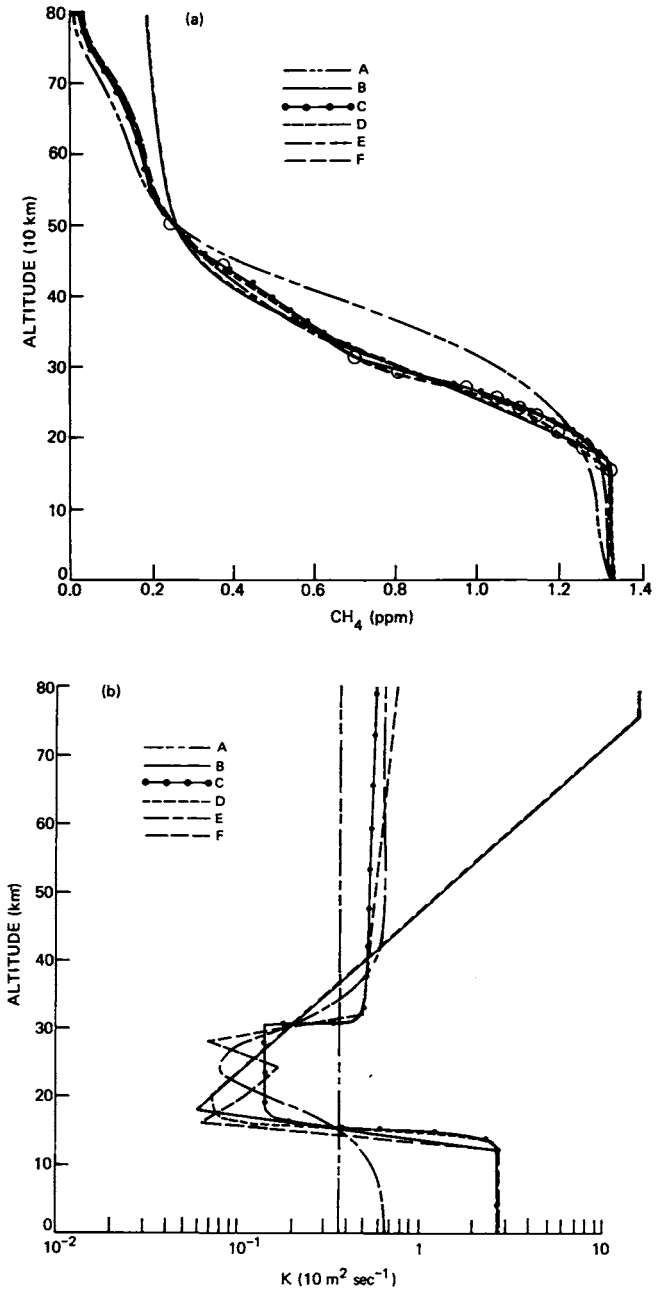 (a)
80
70
60
50
40
30
20
10
0
ALTITUDE (10 km)
A
B
C
D
E
F
0.0 0.2 0.4 0.6 0.8 1.0 1.2 1.4
CH4 (ppm)
(b)
80
70
60
50
40
30
20
10
0
ALTITUDE (km)
A
B
C
D
E
F
10⁻² 10⁻¹ 1 10
K (10 m² sec⁻¹)